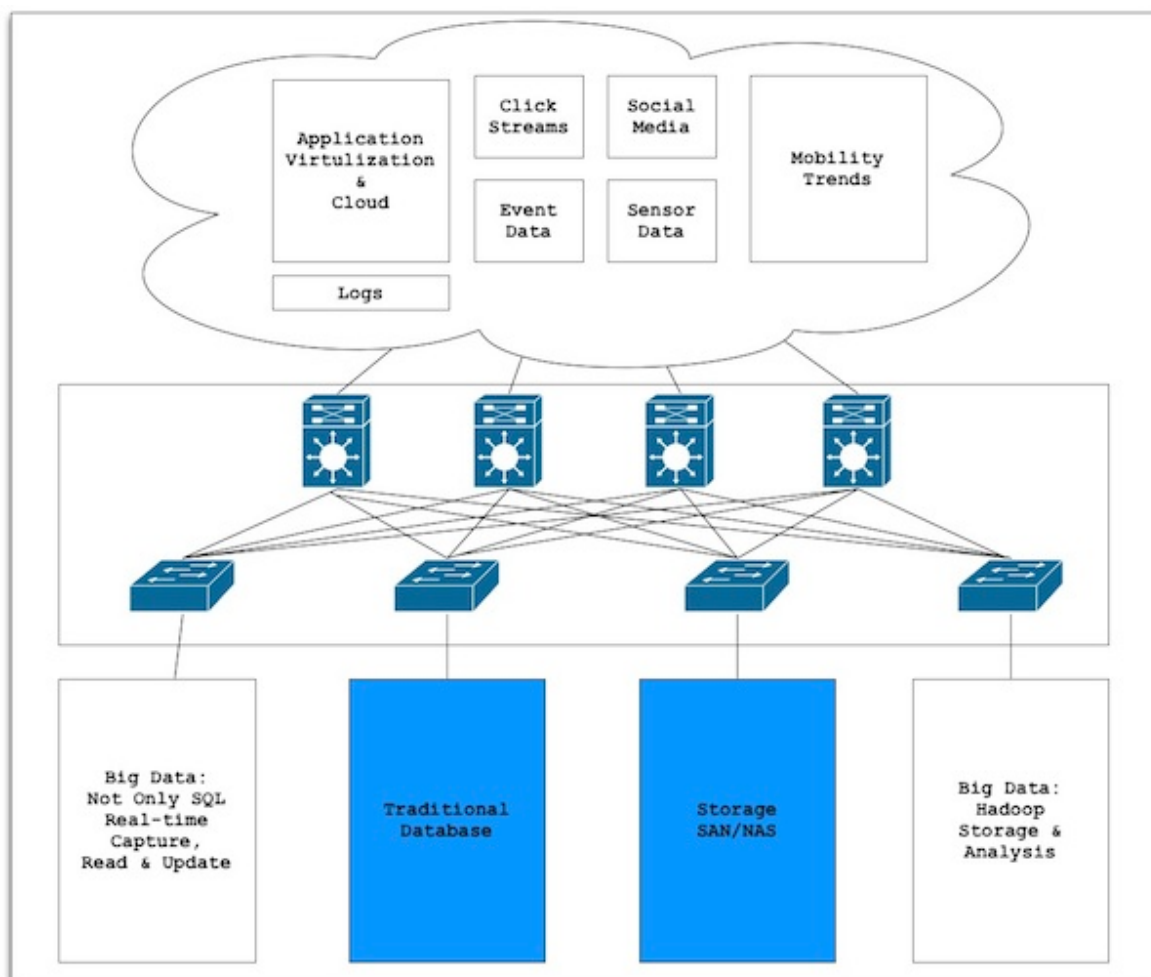 Application
Virtulization
&
Cloud
Click
Streams
Social
Media
Mobility
Trends
Event
Data
Sensor
Data
Logs
Big Data:
Not Only SQL
Real-time
Capture,
Read & Update
Traditional
Database
Storage
SAN/NAS
Big Data:
Hadoop
Storage &
Analysis